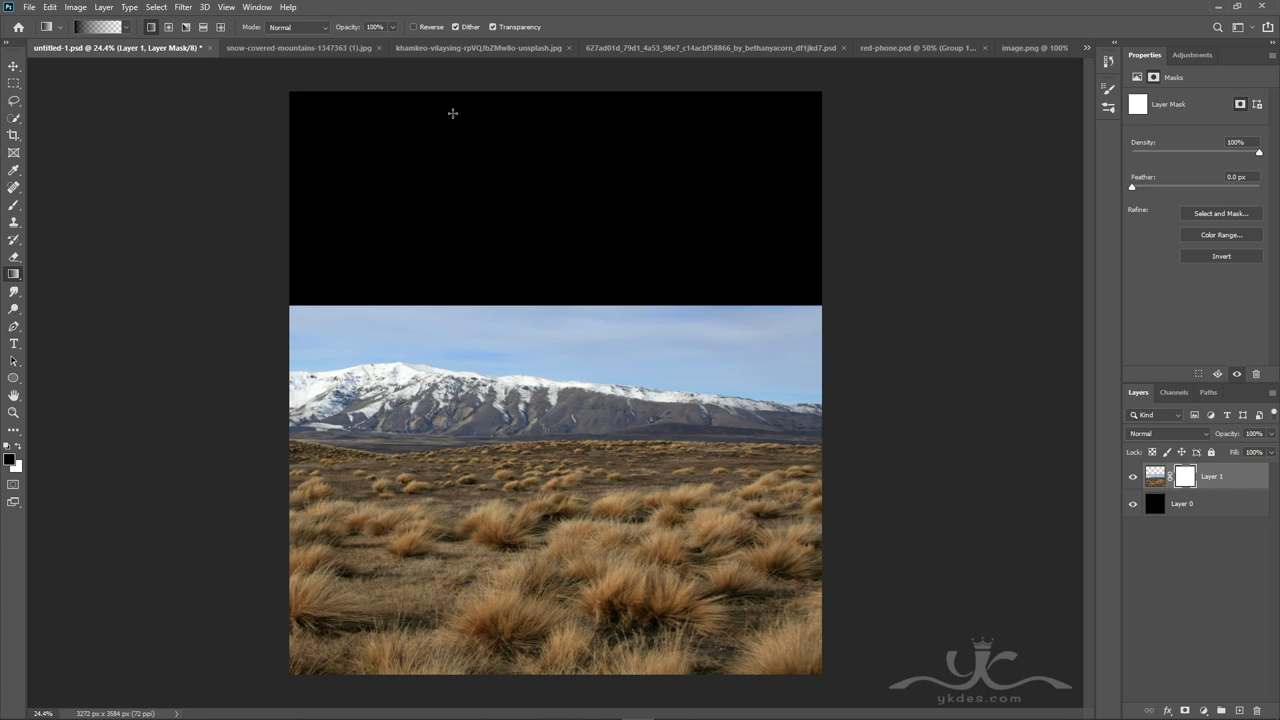 File Edit Image Layer Type Select Filter 3D View Window Help
Mode: Normal Opacity: 100% Reverse Dither Transparency
untitled-1.psd @ 24.4% (Layer 1, Layer Mask/8) * × snow-covered-mountains-1347363 (1).jpg × khamkeo-vilaysing-rpVQJbZMw8o-unsplash.jpg × 627ad01d_79d1_4a53_98e7_c14acbf58866_by_bethanyacorn_df1jkd7.psd × red-phone.psd @ 50% (Group 1... × image.png @ 100%
Properties Adjustments
Masks
Layer Mask
Density: 100%
Feather: 0.0 px
Refine: Select and Mask...
Color Range...
Invert
Layers Channels Paths
Kind
Normal Opacity: 100%
Lock: Fill: 100%
Layer 1
Layer 0
yc
ykdes.com
24.4% 3272 px x 3584 px (72 ppi)